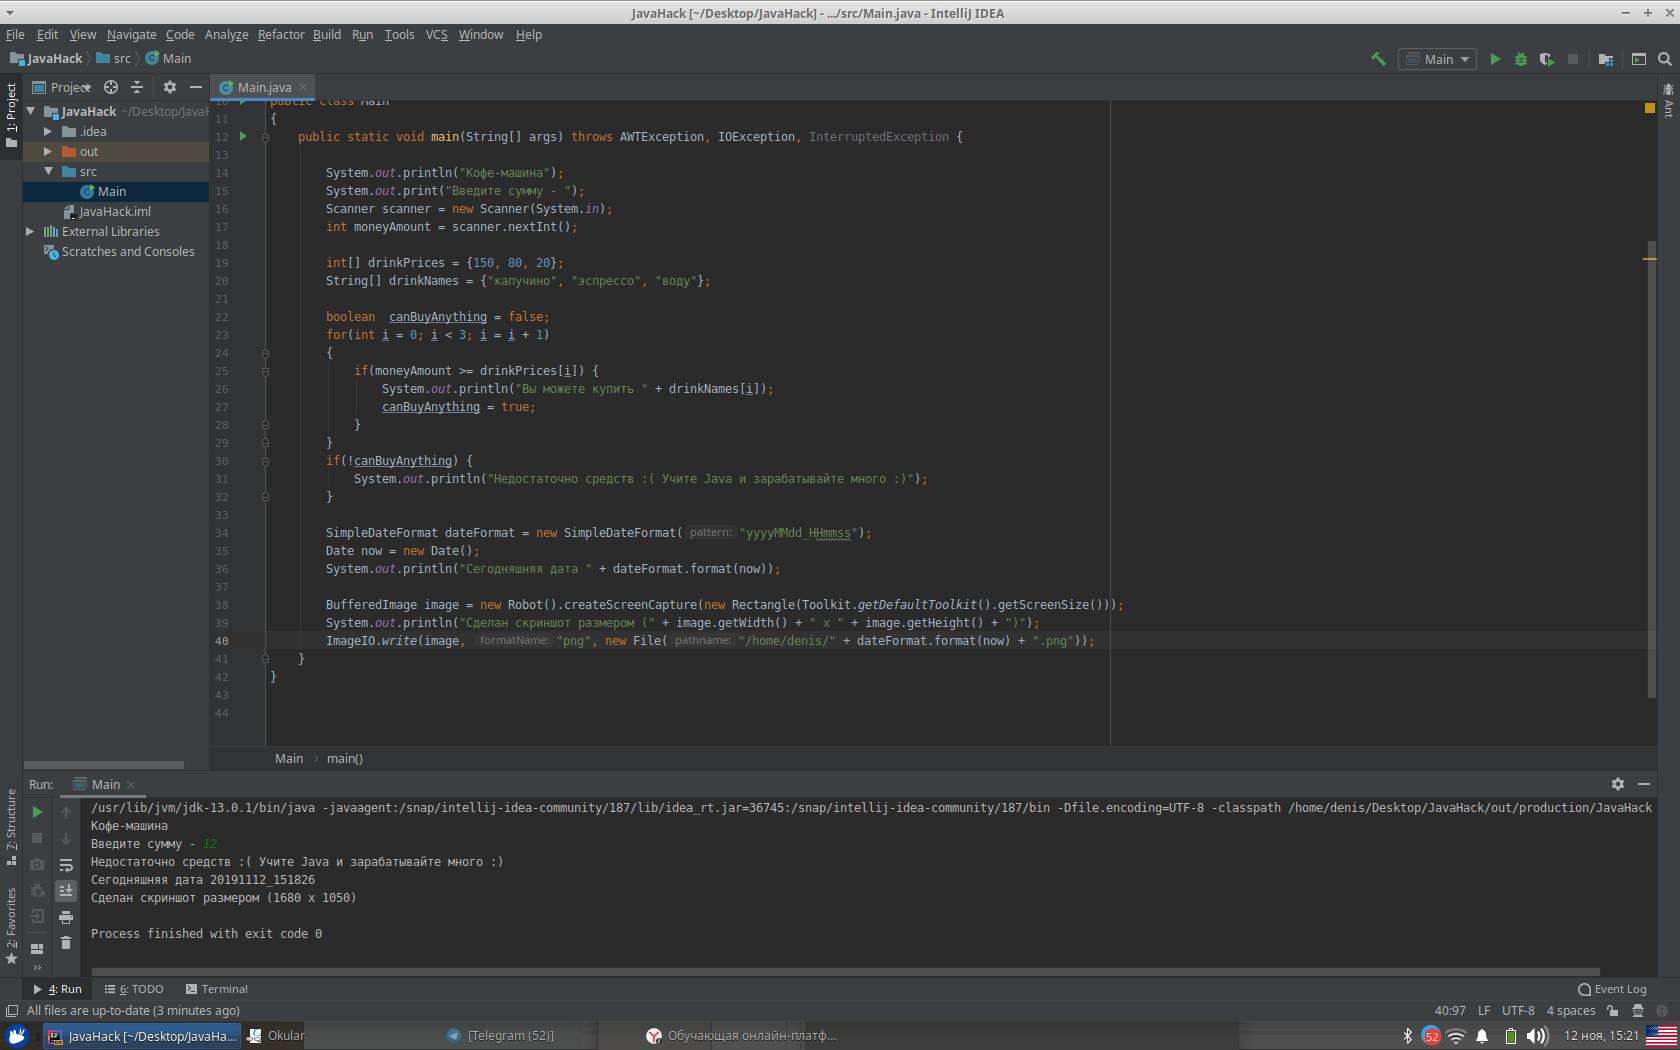 JavaHack [~/Desktop/JavaHack] - .../src/Main.java - IntelliJ IDEA
File Edit View Navigate Code Analyze Refactor Build Run Tools VCS Window Help
JavaHack src Main
Main
1: Project
Project
Main.java
Ant
JavaHack ~/Desktop/JavaH
.idea
out
src
Main
JavaHack.iml
External Libraries
Scratches and Consoles
10 public class Main
11 {
12 public static void main(String[] args) throws AWTException, IOException, InterruptedException {
13
14 System.out.println("Кофе-машина");
15 System.out.print("Введите сумму - ");
16 Scanner scanner = new Scanner(System.in);
17 int moneyAmount = scanner.nextInt();
18
19 int[] drinkPrices = {150, 80, 20};
20 String[] drinkNames = {"капучино", "эспрессо", "воду"};
21
22 boolean canBuyAnything = false;
23 for(int i = 0; i < 3; i = i + 1)
24 {
25 if(moneyAmount >= drinkPrices[i]) {
26 System.out.println("Вы можете купить " + drinkNames[i]);
27 canBuyAnything = true;
28 }
29 }
30 if(!canBuyAnything) {
31 System.out.println("Недостаточно средств :( Учите Java и зарабатывайте много :)");
32 }
33
34 SimpleDateFormat dateFormat = new SimpleDateFormat( pattern: "yyyyMMdd_HHmmss");
35 Date now = new Date();
36 System.out.println("Сегодняшняя дата " + dateFormat.format(now));
37
38 BufferedImage image = new Robot().createScreenCapture(new Rectangle(Toolkit.getDefaultToolkit().getScreenSize()));
39 System.out.println("Сделан скриншот размером (" + image.getWidth() + " x " + image.getHeight() + ")");
40 ImageIO.write(image, formatName: "png", new File( pathname: "/home/denis/" + dateFormat.format(now) + ".png"));
41 }
42 }
43
44
Main › main()
Run: Main
/usr/lib/jvm/jdk-13.0.1/bin/java -javaagent:/snap/intellij-idea-community/187/lib/idea_rt.jar=36745:/snap/intellij-idea-community/187/bin -Dfile.encoding=UTF-8 -classpath /home/denis/Desktop/JavaHack/out/production/JavaHack
Кофе-машина
Введите сумму - 12
Недостаточно средств :( Учите Java и зарабатывайте много :)
Сегодняшняя дата 20191112_151826
Сделан скриншот размером (1680 x 1050)
Process finished with exit code 0
7: Structure
2: Favorites
4: Run 6: TODO Terminal Event Log
All files are up-to-date (3 minutes ago) 40:97 LF UTF-8 4 spaces
JavaHack [~/Desktop/JavaHa... Okular [Telegram (52)] Обучающая онлайн-платф... 52 12 ноя, 15:21